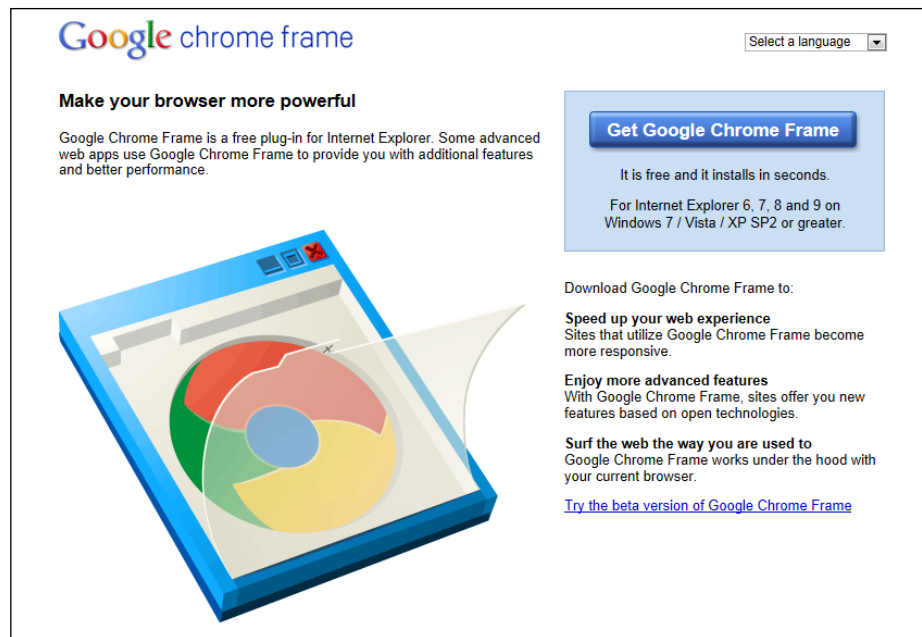 Google chrome frame
Select a language
Make your browser more powerful
Google Chrome Frame is a free plug-in for Internet Explorer. Some advanced
web apps use Google Chrome Frame to provide you with additional features
and better performance.
Get Google Chrome Frame
It is free and it installs in seconds.
For Internet Explorer 6, 7, 8 and 9 on
Windows 7 / Vista / XP SP2 or greater.
Download Google Chrome Frame to:
Speed up your web experience
Sites that utilize Google Chrome Frame become
more responsive.
Enjoy more advanced features
With Google Chrome Frame, sites offer you new
features based on open technologies.
Surf the web the way you are used to
Google Chrome Frame works under the hood with
your current browser.
Try the beta version of Google Chrome Frame